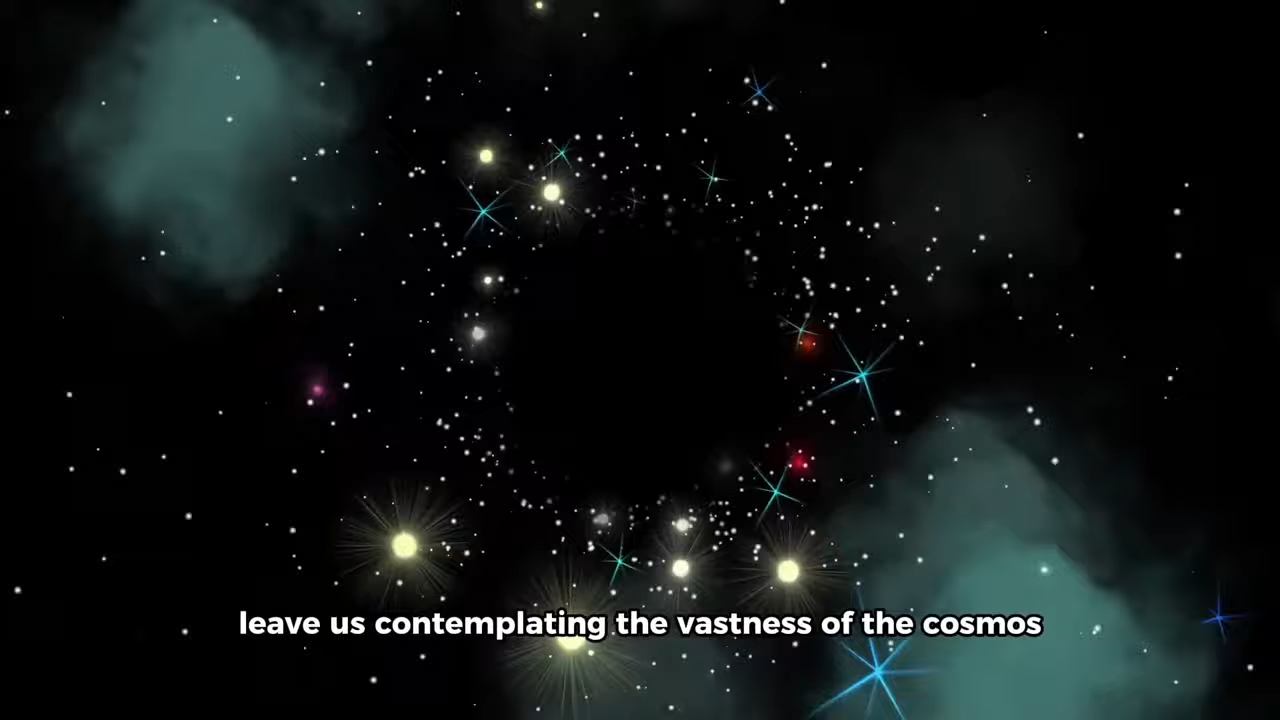 leave us contemplating the vastness of the cosmos